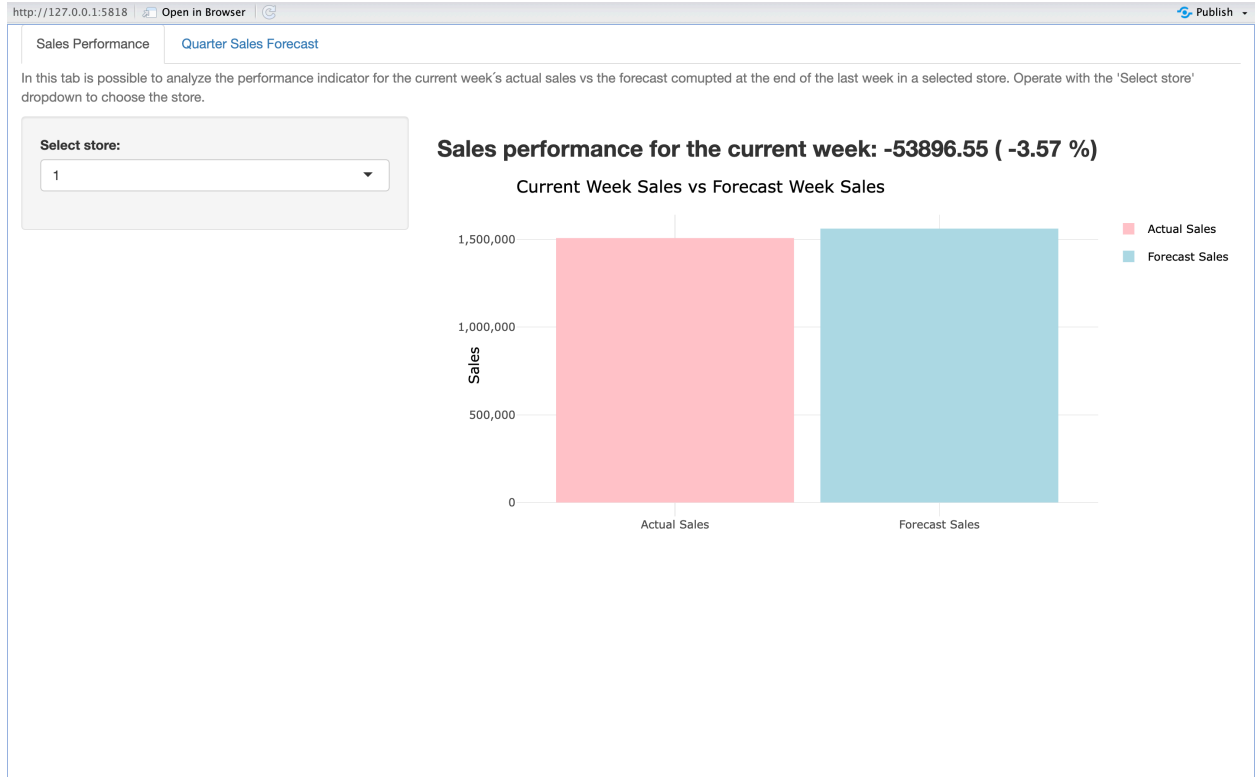 http://127.0.0.1:5818 Open in Browser Publish
Sales Performance Quarter Sales Forecast
In this tab is possible to analyze the performance indicator for the current week´s actual sales vs the forecast comupted at the end of the last week in a selected store. Operate with the 'Select store'
dropdown to choose the store.
Select store:
1
Sales performance for the current week: -53896.55 ( -3.57 %)
Current Week Sales vs Forecast Week Sales
Actual Sales
Forecast Sales
1,500,000
1,000,000
500,000
0
Sales
Actual Sales Forecast Sales